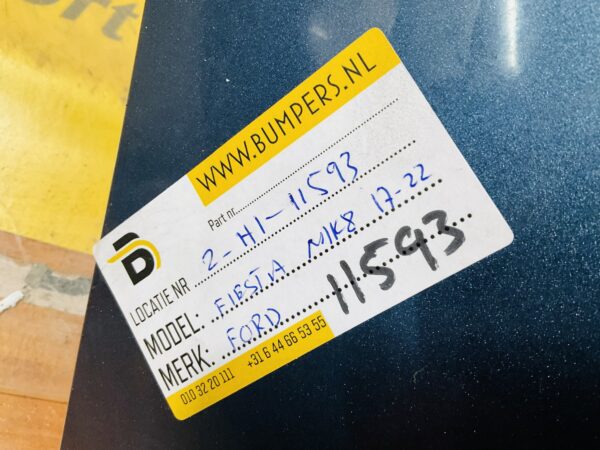 ort
WWW.BUMPERS.NL
Part nr.
LOCATIE NR 2-H1-11593
MODEL: FIESTA MK8 17-22
MERK: FORD
11593
010 32 20 111 +31 6 44 66 53 55